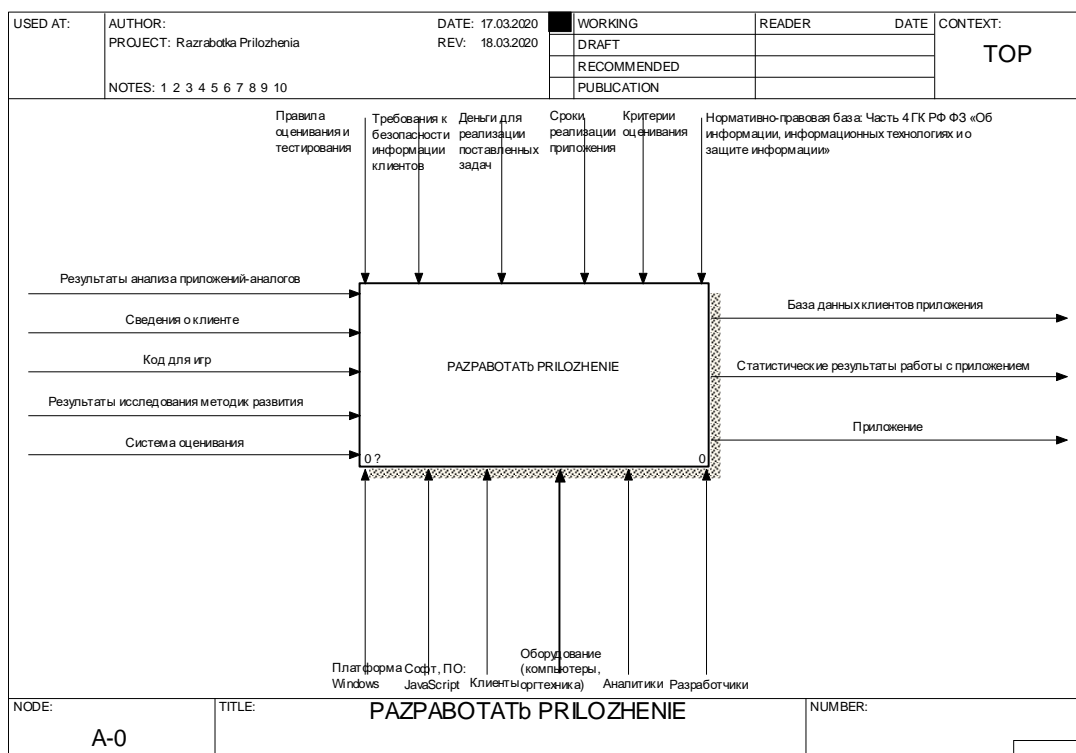 USED AT:
AUTHOR:
DATE: 17.03.2020
PROJECT: Razrabotka Prilozhenia
REV: 18.03.2020
NOTES: 1 2 3 4 5 6 7 8 9 10
WORKING
DRAFT
RECOMMENDED
PUBLICATION
READER DATE
CONTEXT:
TOP
Правила
оценивания и
тестирования
Требования к
безопасности
информации
клиентов
Деньги для
реализации
поставленных
задач
Сроки
реализации
приложения
Критерии
оценивания
Нормативно-правовая база: Часть 4 ГК РФ ФЗ «Об
информации, информационных технологиях и о
защите информации»
Результаты анализа приложений-аналогов
Сведения о клиенте
Код для игр
Результаты исследования методик развития
Система оценивания
PAZPABOTATb PRILOZHENIE
0 ?
0
База данных клиентов приложения
Статистические результаты работы с приложением
Приложение
Платформа
Windows
Софт, ПО:
JavaScript
Клиенты
Оборудование
(компьютеры,
оргтехника)
Аналитики
Разработчики
NODE:
A-0
TITLE:
PAZPABOTATb PRILOZHENIE
NUMBER: